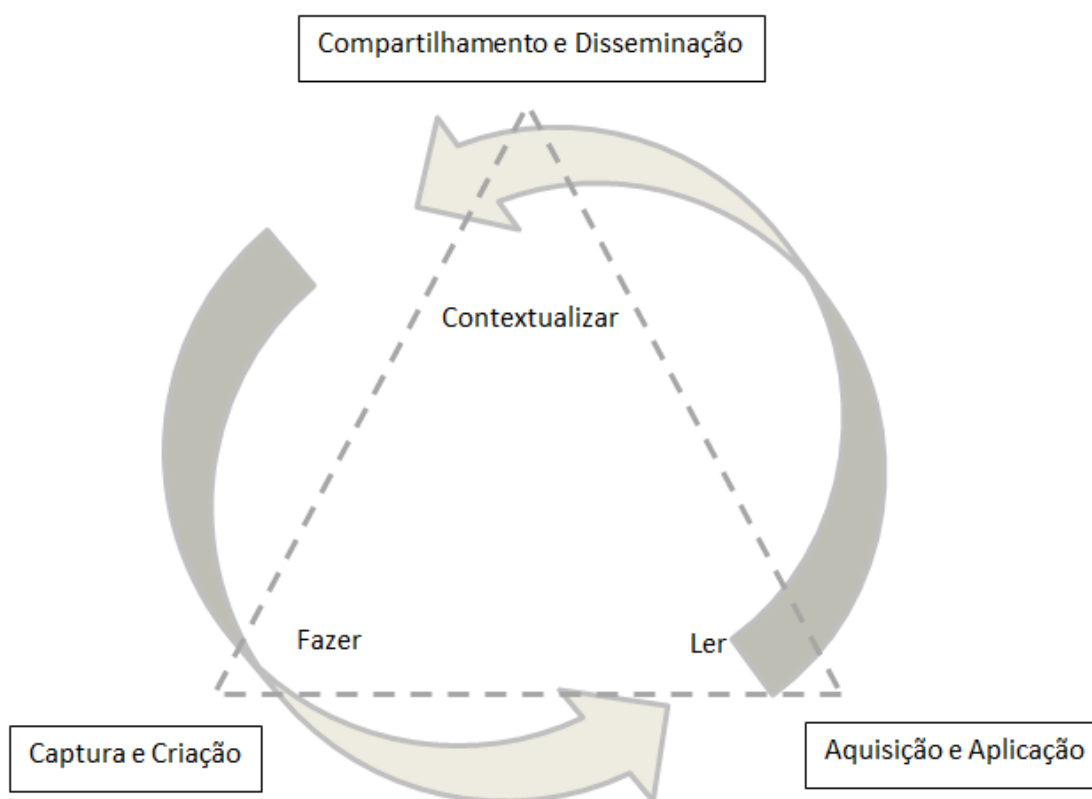 Compartilhamento e Disseminação
Contextualizar
Fazer
Ler
Captura e Criação
Aquisição e Aplicação